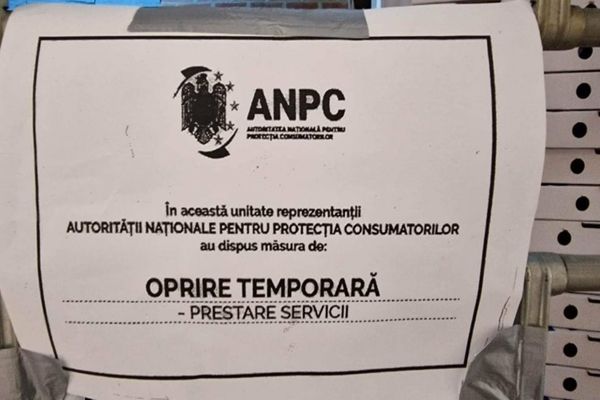 ANPC
AUTORITATEA NAȚIONALĂ PENTRU
PROTECȚIA CONSUMATORILOR
În această unitate reprezentanții
AUTORITĂȚII NAȚIONALE PENTRU PROTECȚIA CONSUMATORILOR
au dispus măsura de:
OPRIRE TEMPORARĂ
- PRESTARE SERVICII